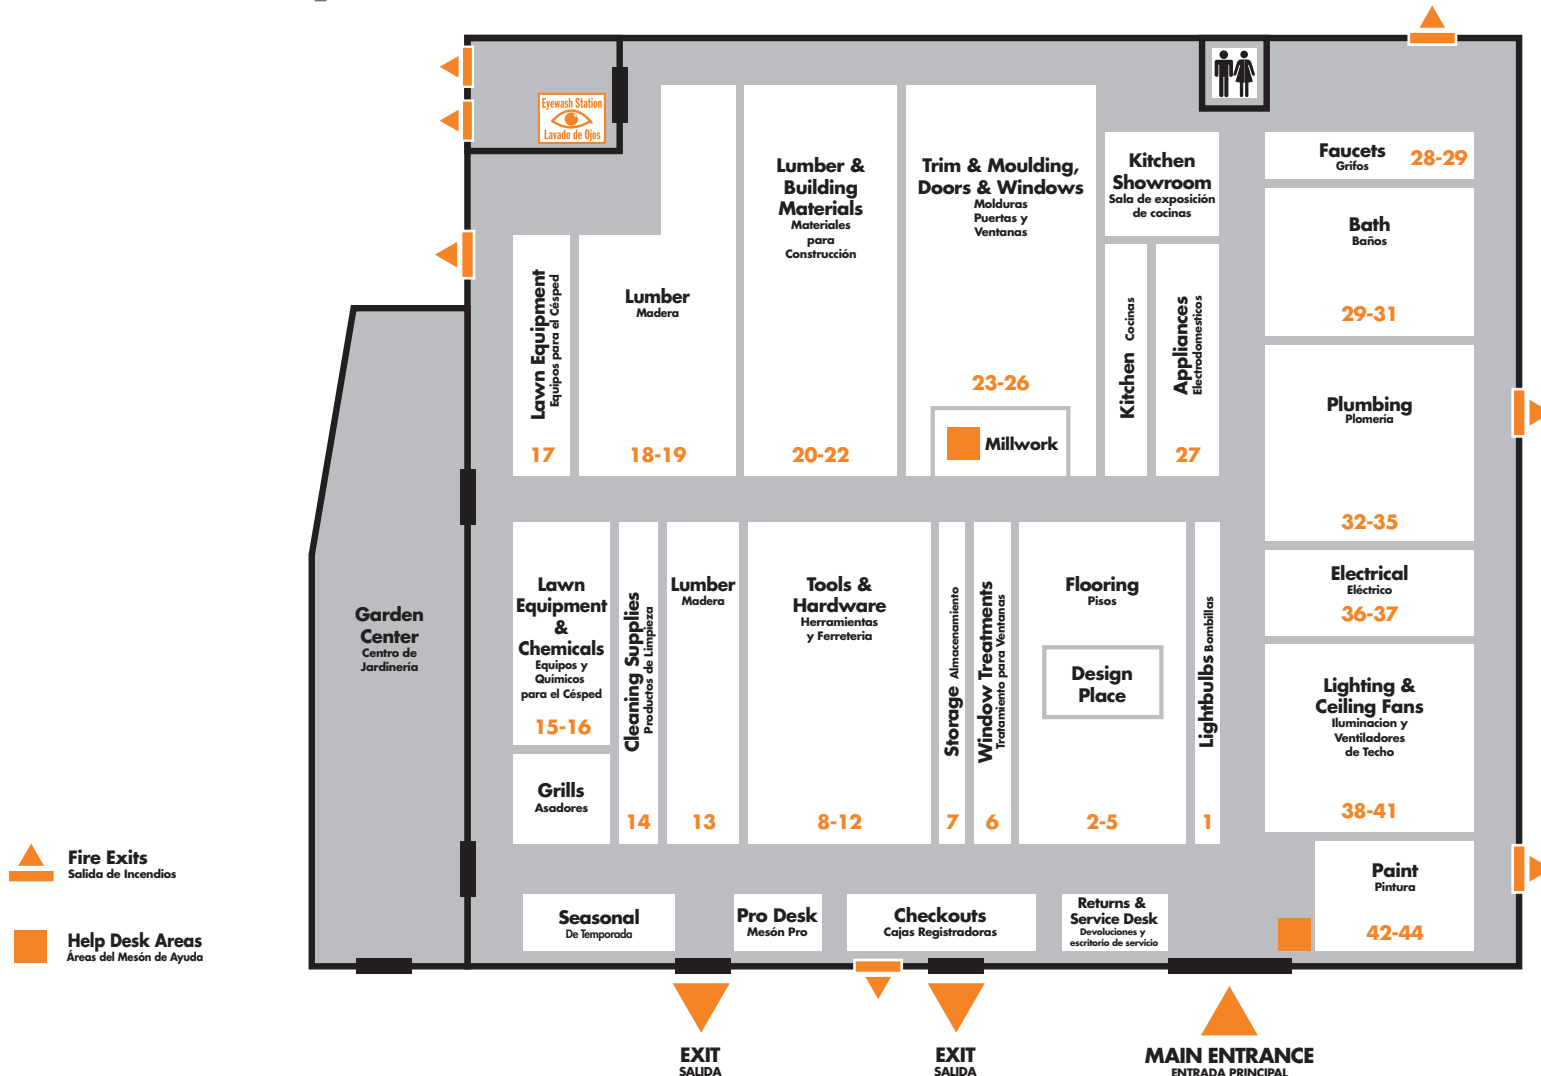 Eyewash Station
Lavado de Ojos
Lumber &
Building
Materials
Materiales
para
Construcción
20-22
Trim & Moulding,
Doors & Windows
Molduras
Puertas y
Ventanas
23-26
Millwork
Kitchen
Showroom
Sala de exposición
de cocinas
Faucets
Grifos
28-29
Bath
Baños
29-31
Lawn Equipment
Equipos para el Césped
17
Lumber
Madera
18-19
Kitchen Cocinas
Appliances
Electrodomesticos
27
Plumbing
Plomería
32-35
Garden
Center
Centro de
Jardinería
Lawn
Equipment
&
Chemicals
Equipos y
Químicos
para el Césped
15-16
Grills
Asadores
Cleaning Supplies
Productos de Limpieza
14
Lumber
Madera
13
Tools &
Hardware
Herramientas
y Ferreteria
8-12
Storage Almacenamiento
7
Window Treatments
Tratamiento para Ventanas
6
Flooring
Pisos
Design
Place
2-5
Lightbulbs Bombillas
1
Electrical
Eléctrico
36-37
Lighting &
Ceiling Fans
Iluminacion y
Ventiladores
de Techo
38-41
Paint
Pintura
42-44
Fire Exits
Salida de Incendios
Help Desk Areas
Áreas del Mesón de Ayuda
Seasonal
De Temporada
Pro Desk
Mesón Pro
Checkouts
Cajas Registradoras
Returns &
Service Desk
Devoluciones y
escritorio de servicio
EXIT
SALIDA
EXIT
SALIDA
MAIN ENTRANCE
ENTRADA PRINCIPAL